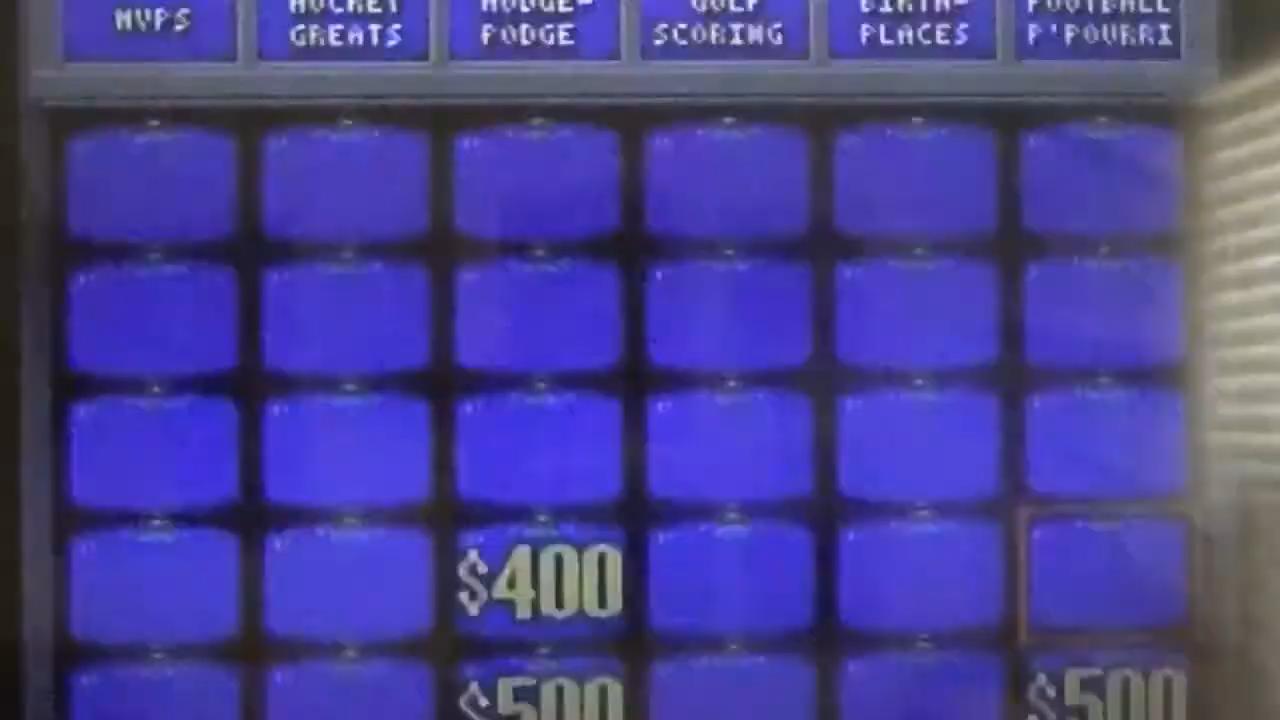 MVPS
HOCKEY
GREATS
HODGE-
PODGE
GOLF
SCORING
BIRTH-
PLACES
FOOTBALL
P'POURRI
$400
$500
$500